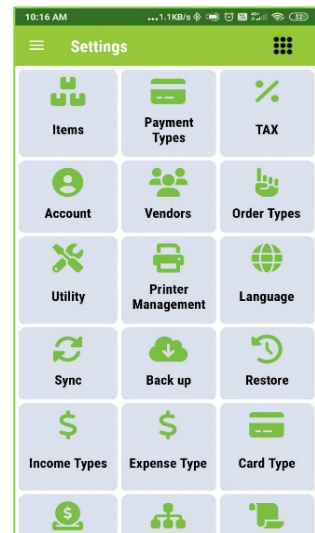 10:16 AM ...1.1KB/s
Settings
Items
Payment
Types
TAX
Account
Vendors
Order Types
Utility
Printer
Management
Language
Sync
Back up
Restore
Income Types
Expense Type
Card Type